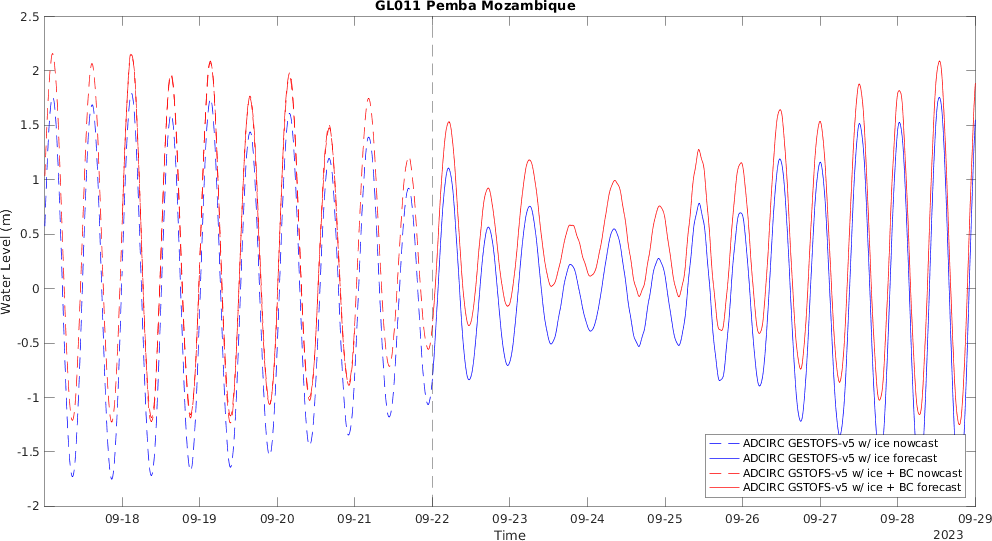 GL011 Pemba Mozambique
2.5
2
1.5
1
0.5
0
-0.5
-1
-1.5
-2
Water Level (m)
ADCIRC GESTOFS-v5 w/ ice nowcast
ADCIRC GESTOFS-v5 w/ ice forecast
ADCIRC GSTOFS-v5 w/ ice + BC nowcast
ADCIRC GSTOFS-v5 w/ ice + BC forecast
09-18 09-19 09-20 09-21 09-22 09-23 09-24 09-25 09-26 09-27 09-28 09-29
Time
2023